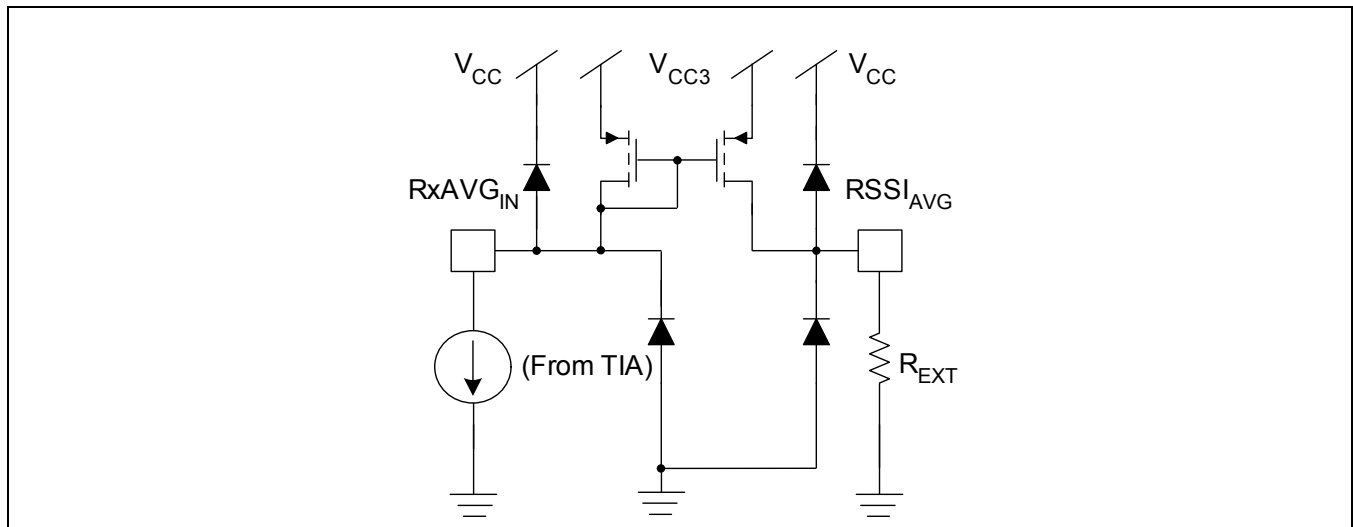 V_CC V_CC3 V_CC
RxAVG_IN RSSI_AVG
(From TIA) R_EXT